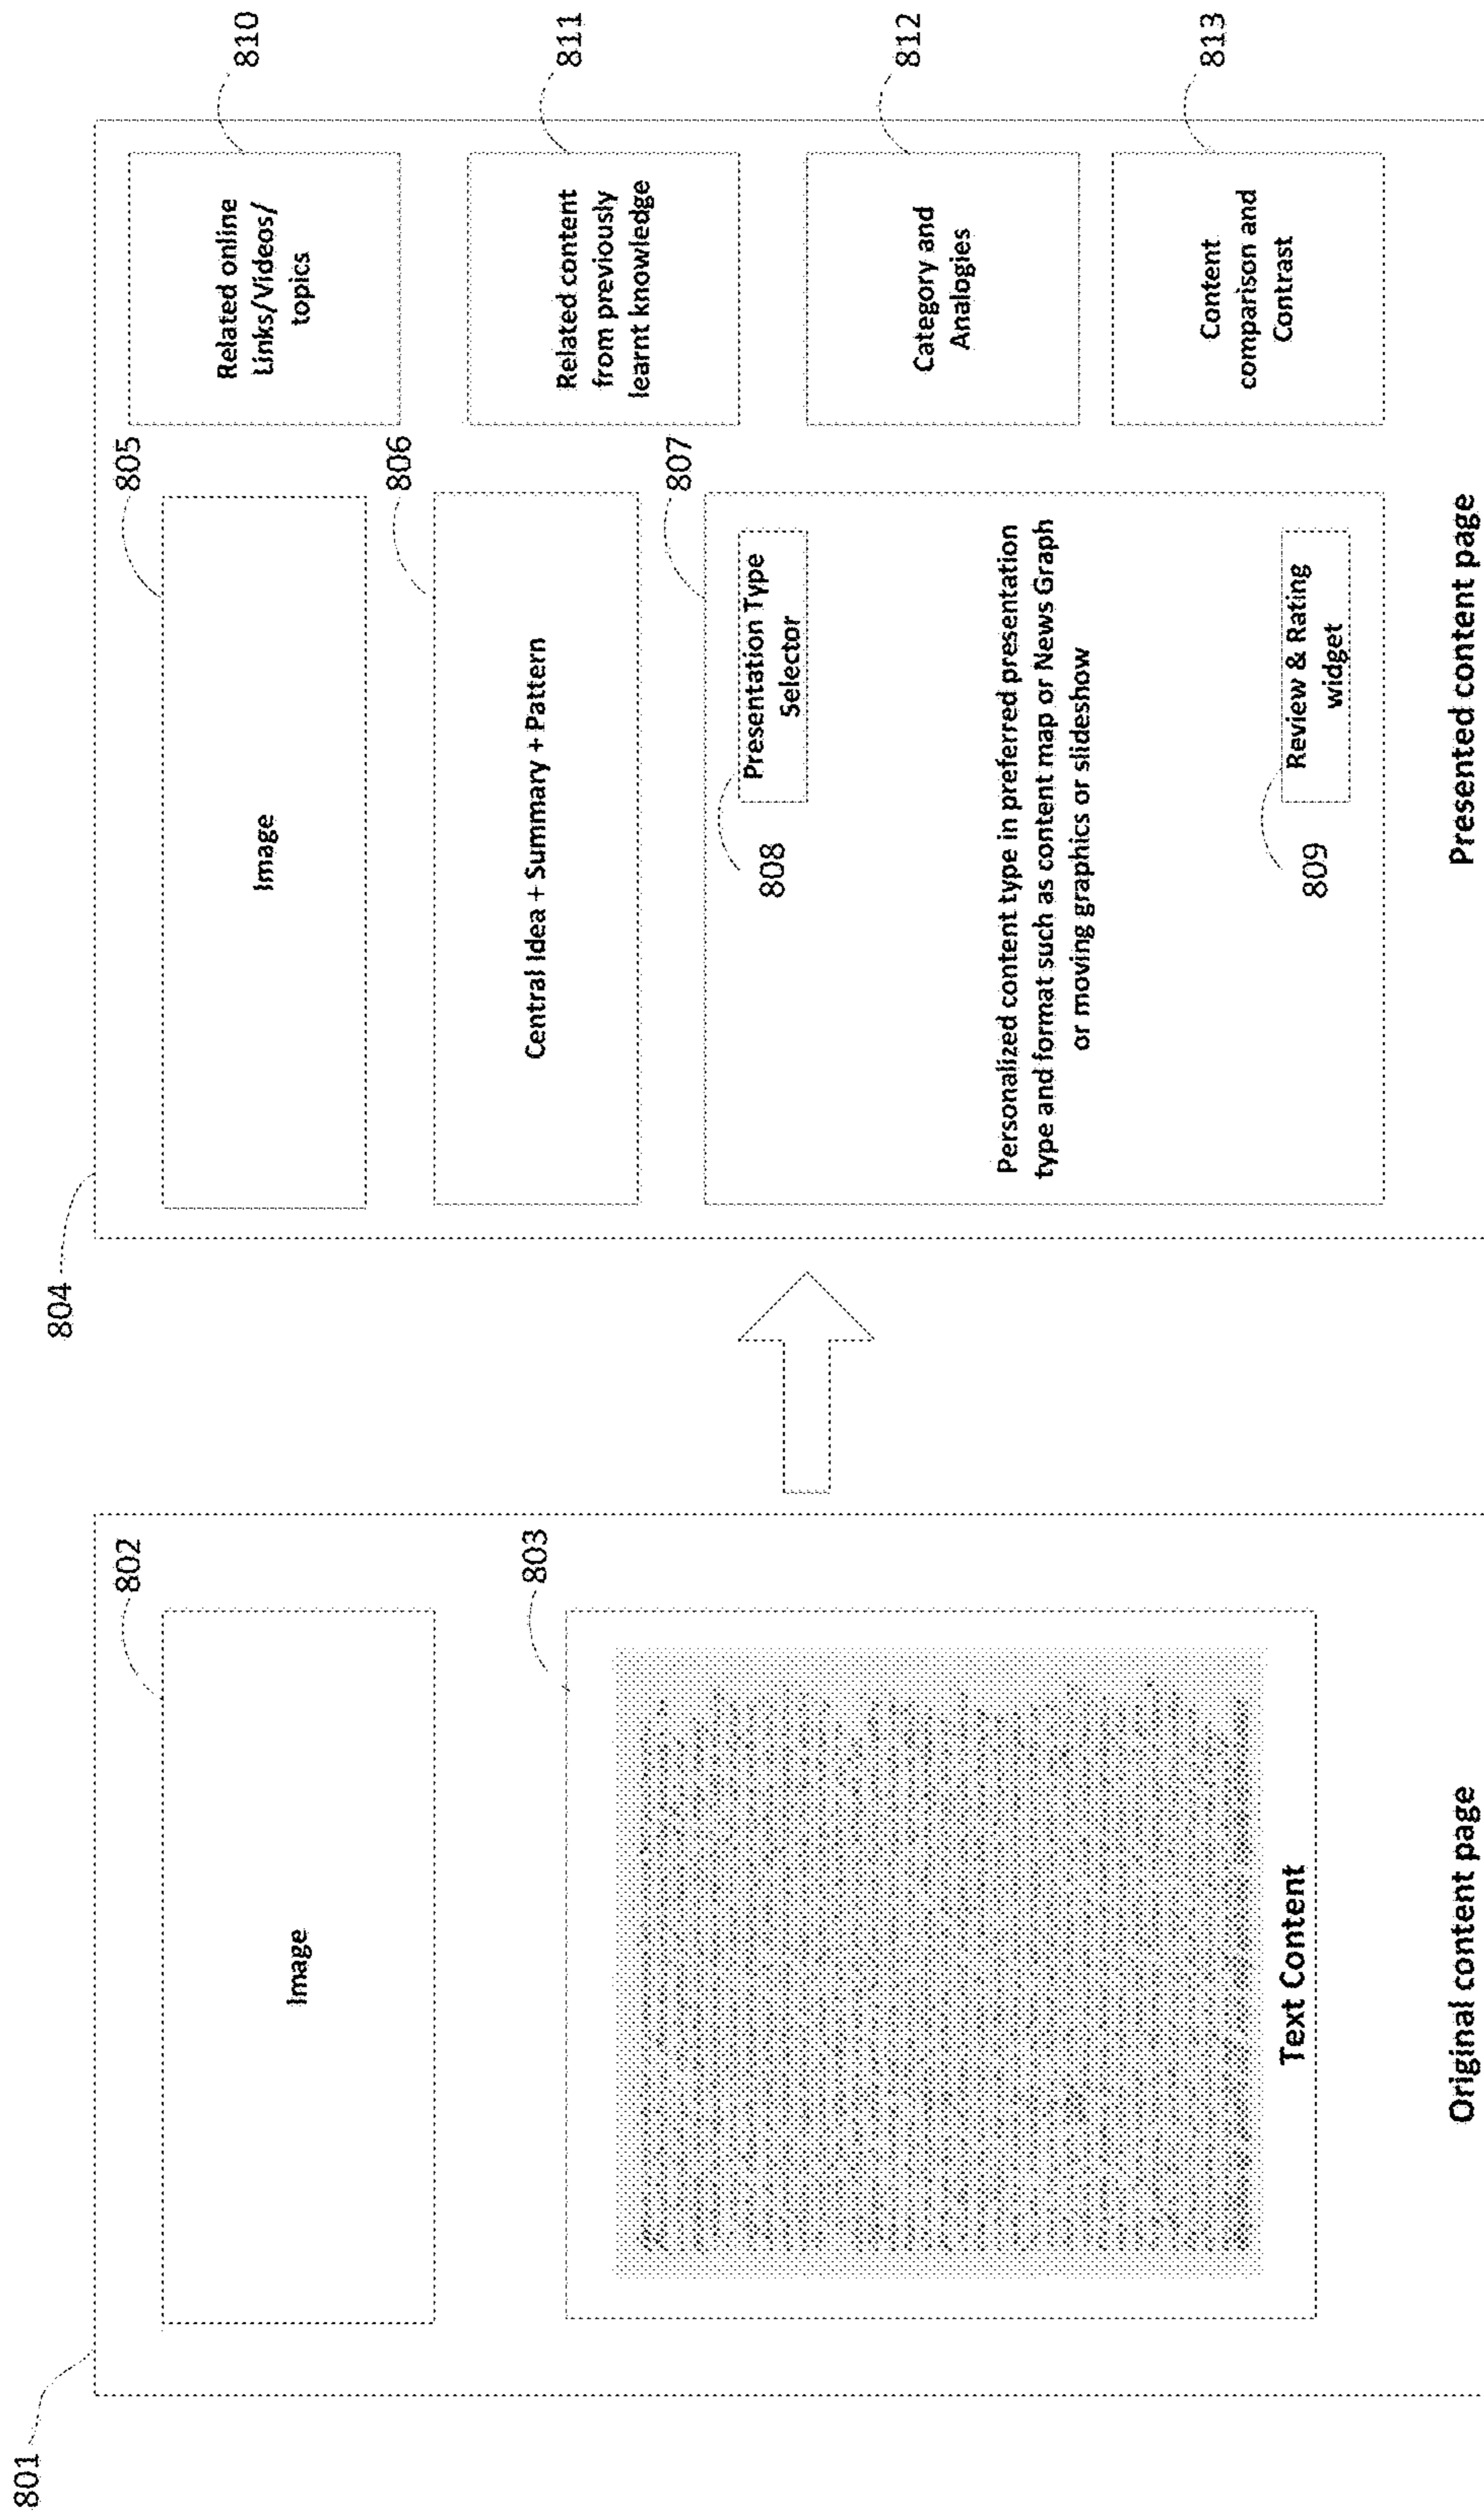 801
802
Image
803
Text Content
Original content page
804
805
Image
806
Central Idea + Summary + Pattern
807
Presentation Type
Selector
808
Personalized content type in preferred presentation
type and format such as content map or News Graph
or moving graphics or slideshow
Review & Rating
widget
809
Related online
Links/Videos/
topics
810
Related content
from previously
learnt knowledge
811
Category and
Analogies
812
Content
comparison and
Contrast
813
Presented content page